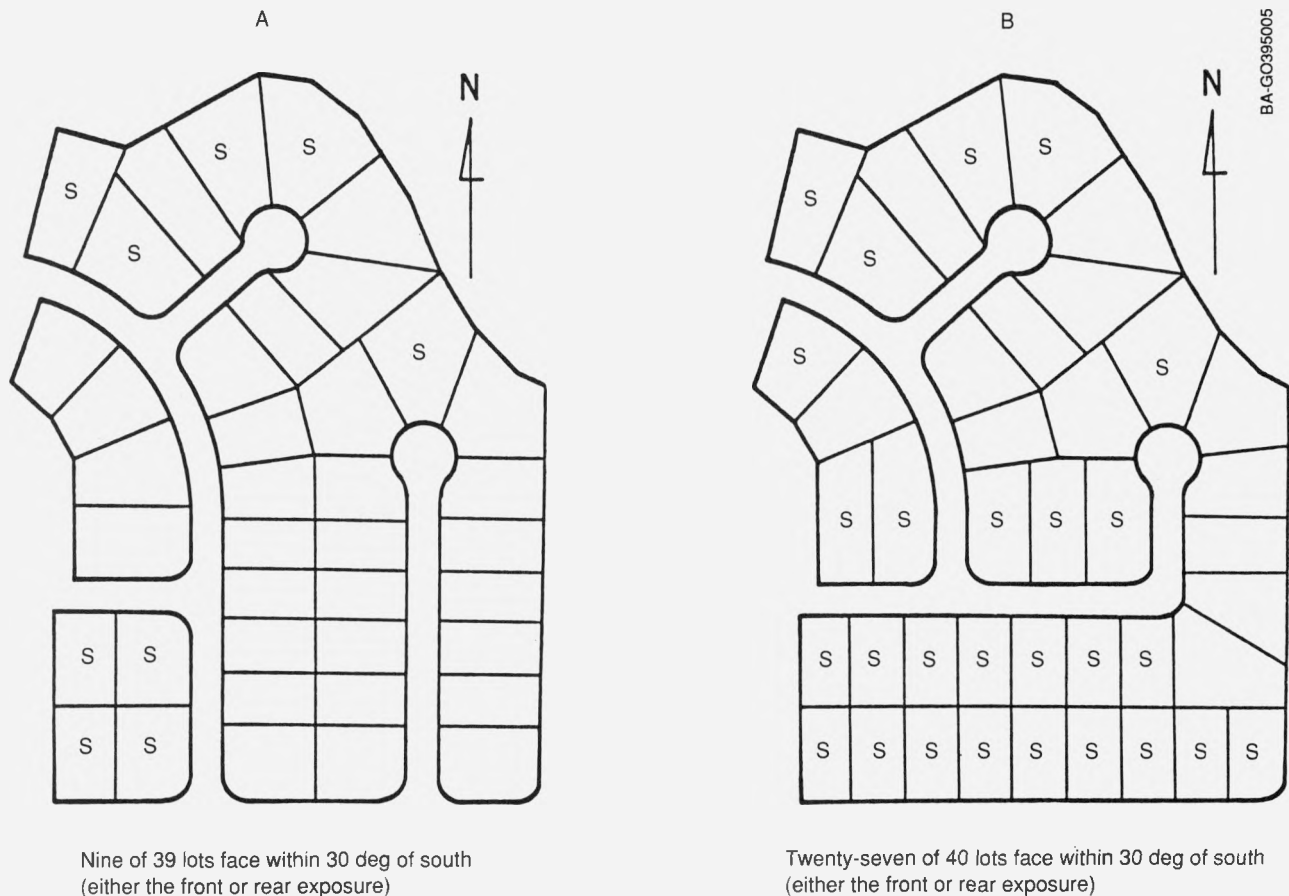 A
N
S
S
S
S
S
S S
S S
Nine of 39 lots face within 30 deg of south
(either the front or rear exposure)
B
BA-GO395005
N
S
S
S
S
S
S
S S S S S
S S S S S S S
S S S S S S S S S
Twenty-seven of 40 lots face within 30 deg of south
(either the front or rear exposure)